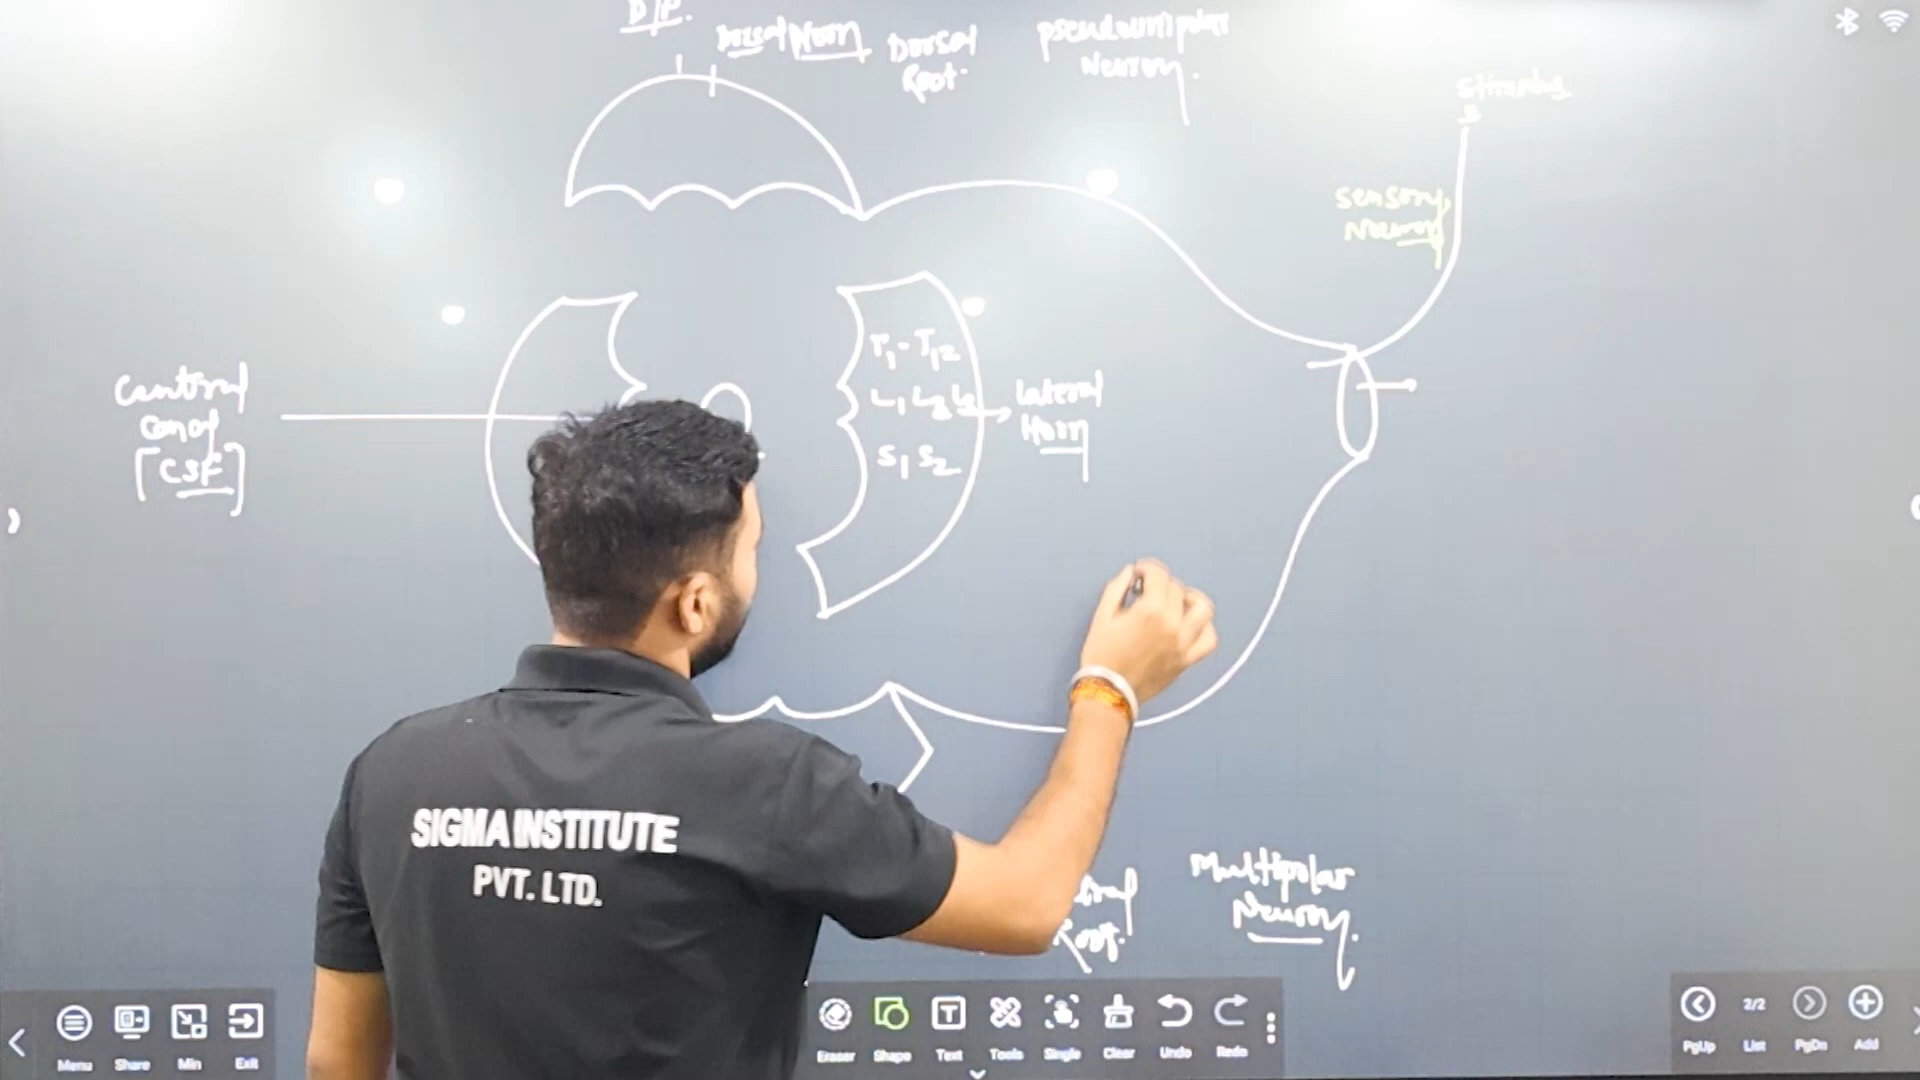 D/P.
Dorsal Horn
Dorsal
Root.
pseudounipolar
Neuron.
stimulus
s
sensory
Neuron
T1-T12
L1 L2 L3
S1 S2
lateral
Horn
Central
Canal
[CSF]
SIGMA INSTITUTE
PVT. LTD.
Root.
Multipolar
Neuron.
Menu
Share
Min
Exit
Eraser
Shape
Text
Tools
Single
Clear
Undo
Redo
2/2
PgUp
List
PgDn
Add